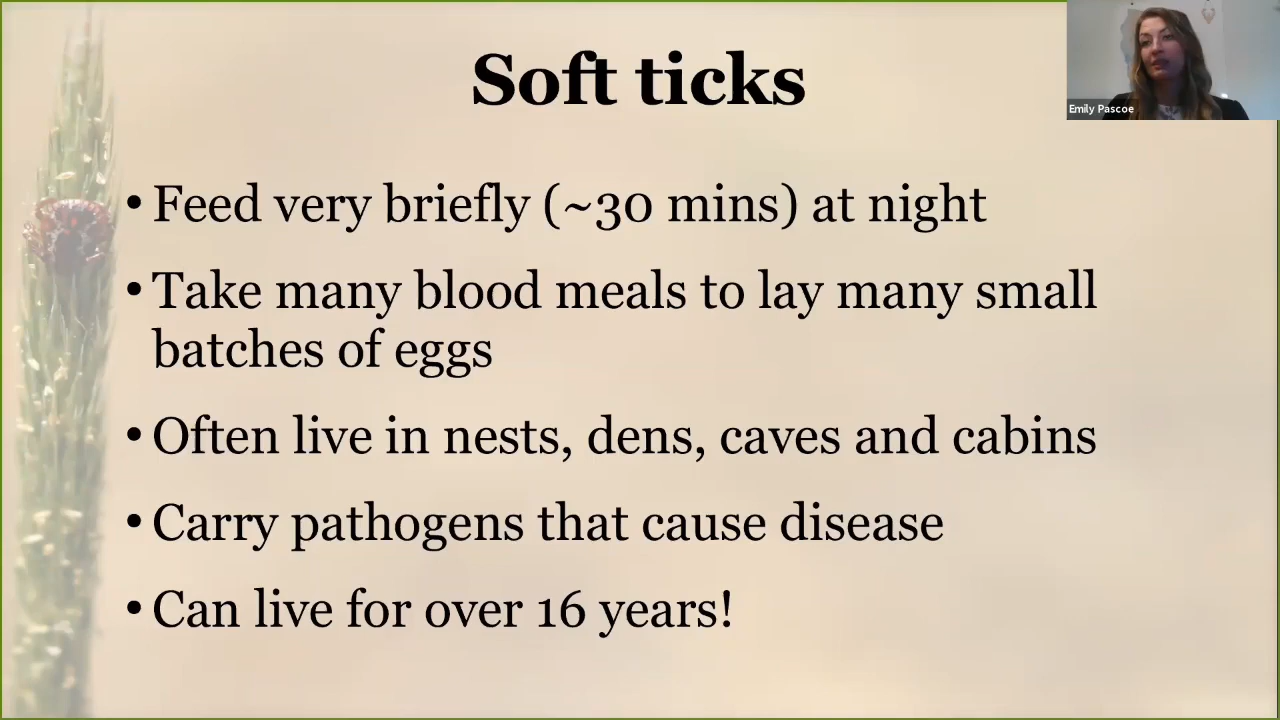 Soft ticks
Emily Pascoe
• Feed very briefly (~30 mins) at night
• Take many blood meals to lay many small
batches of eggs
• Often live in nests, dens, caves and cabins
• Carry pathogens that cause disease
• Can live for over 16 years!